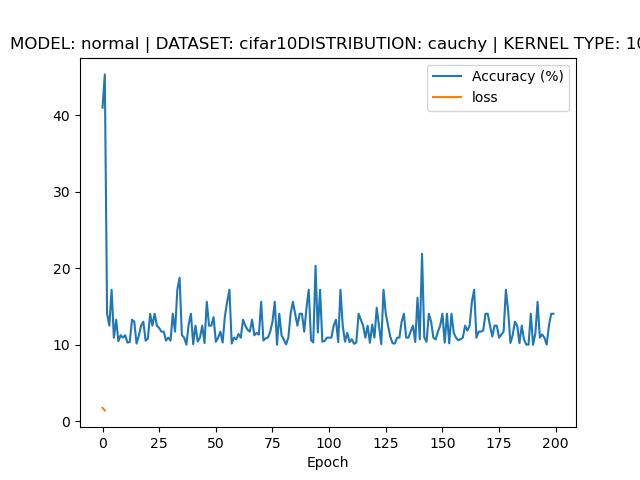 MODEL: normal | DATASET: cifar10DISTRIBUTION: cauchy | KERNEL TYPE: 10
Accuracy (%)
loss
40
30
20
10
0
0 25 50 75 100 125 150 175 200
Epoch